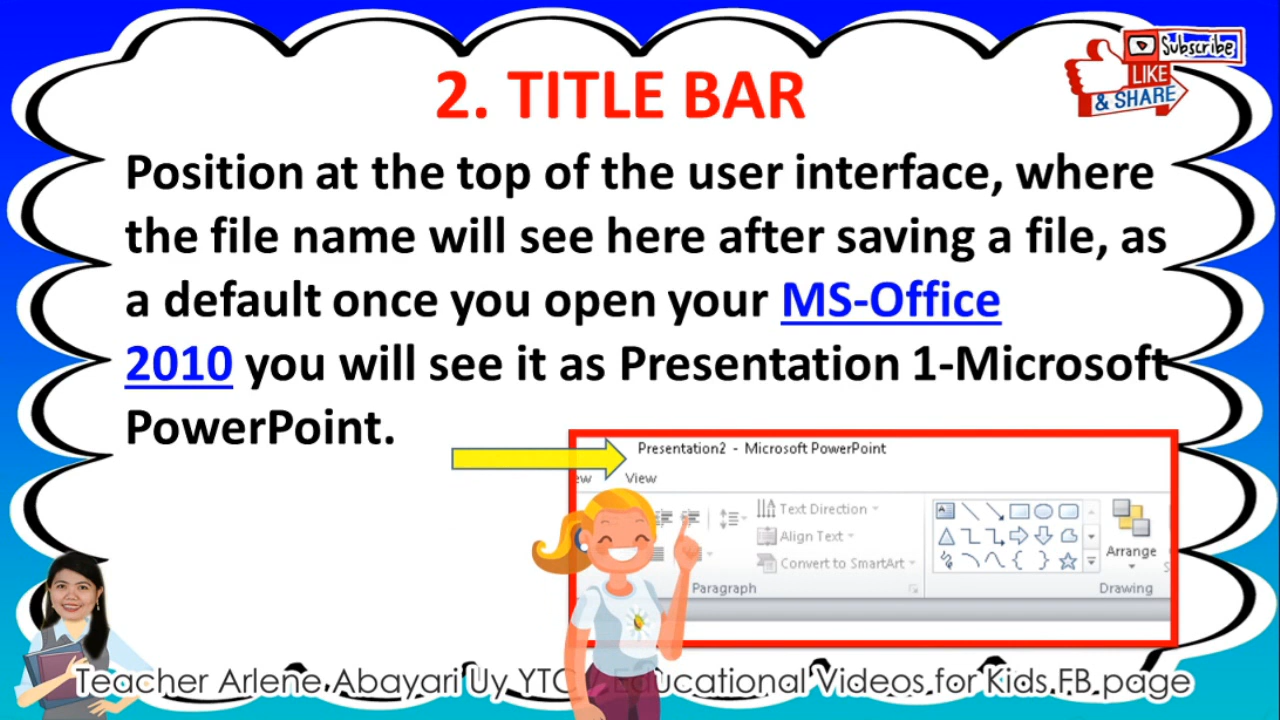 Subscribe
LIKE
& SHARE
2. TITLE BAR
Position at the top of the user interface, where
the file name will see here after saving a file, as
a default once you open your MS-Office
2010 you will see it as Presentation 1-Microsoft
PowerPoint.
Presentation2 - Microsoft PowerPoint
ew View
Text Direction
Align Text
Convert to SmartArt
Arrange
Paragraph
Drawing
Teacher Arlene Abayari Uy YTC / Educational Videos for Kids FB page